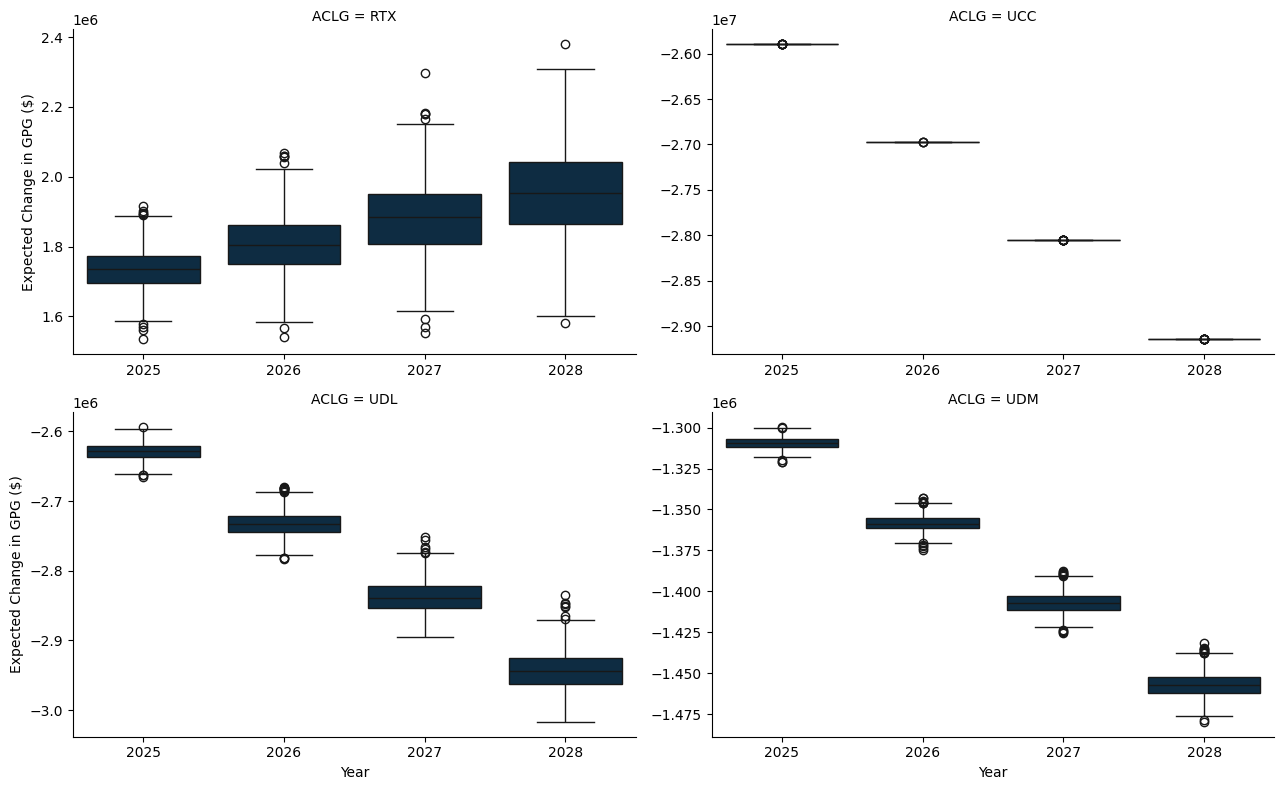 ACLG = RTX
1e6
Expected Change in GPG ($)
2.4
2.2
2.0
1.8
1.6
2025 2026 2027 2028
ACLG = UCC
1e7
−2.60
−2.65
−2.70
−2.75
−2.80
−2.85
−2.90
2025 2026 2027 2028
ACLG = UDL
1e6
Expected Change in GPG ($)
−2.6
−2.7
−2.8
−2.9
−3.0
2025 2026 2027 2028
Year
ACLG = UDM
1e6
−1.300
−1.325
−1.350
−1.375
−1.400
−1.425
−1.450
−1.475
2025 2026 2027 2028
Year